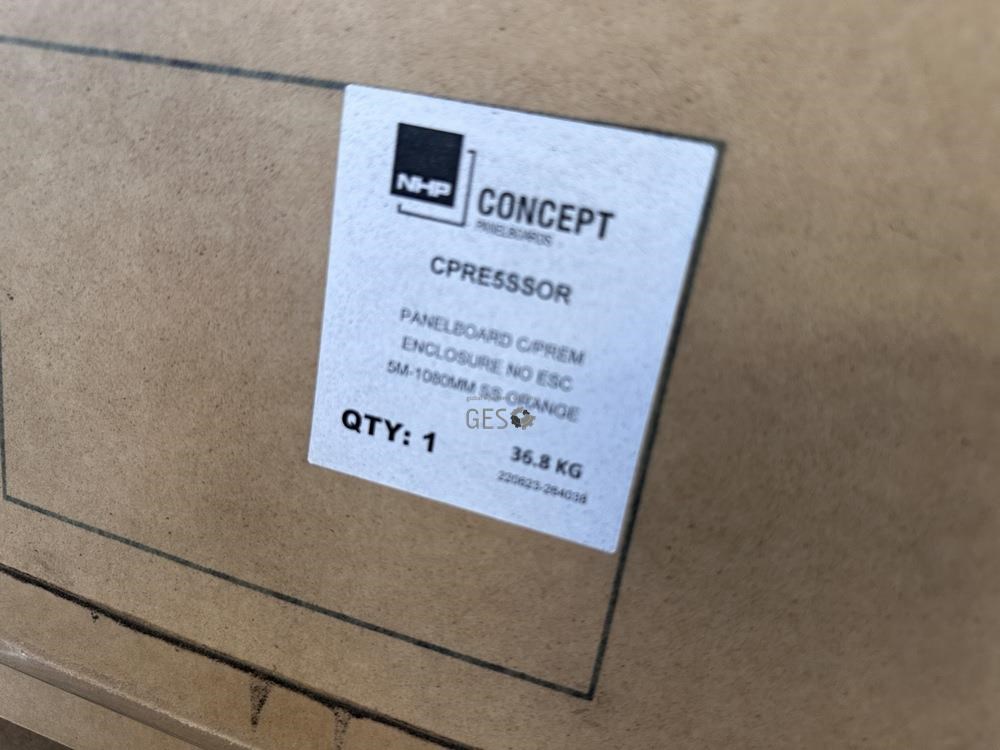 NHP
CONCEPT
PANELBOARDS
CPRE5SSOR
PANELBOARD C/PREM
ENCLOSURE NO ESC
5M-1080MM SS ORANGE
GES
QTY: 1
36.8 KG
220623-264038